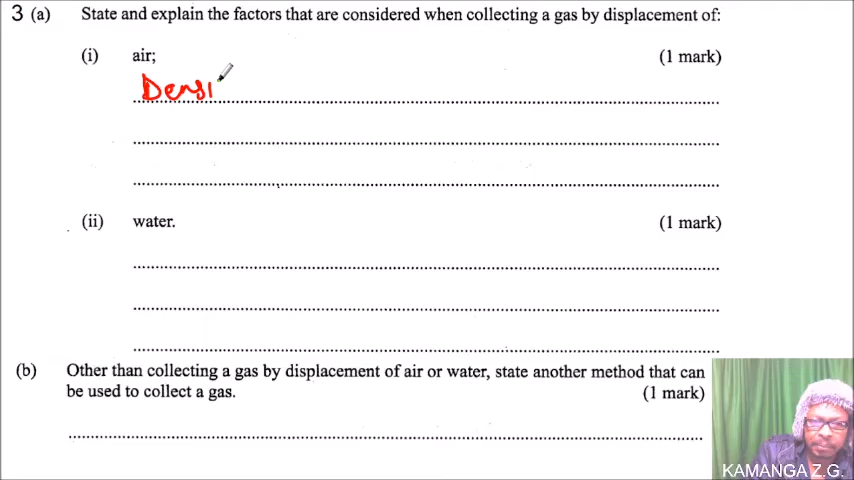 3 (a) State and explain the factors that are considered when collecting a gas by displacement of:
(i) air; (1 mark)
Densi
(ii) water. (1 mark)
(b) Other than collecting a gas by displacement of air or water, state another method that can
be used to collect a gas. (1 mark)
KAMANGA Z.G.